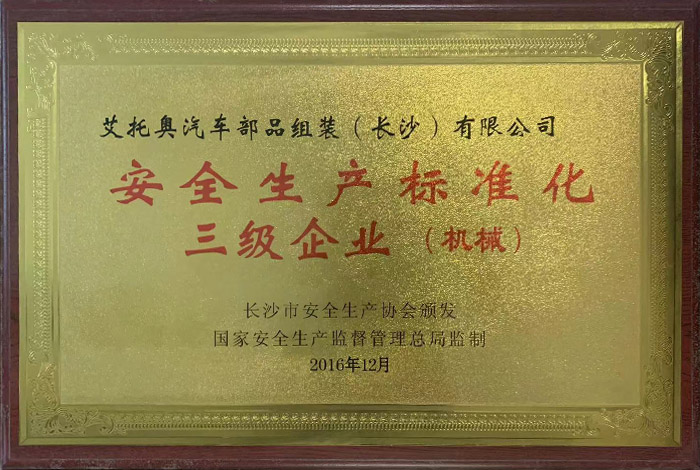 艾托奥汽车部品组装（长沙）有限公司
安全生产标准化
三级企业（机械）
长沙市安全生产协会颁发
国家安全生产监督管理总局监制
2016年12月